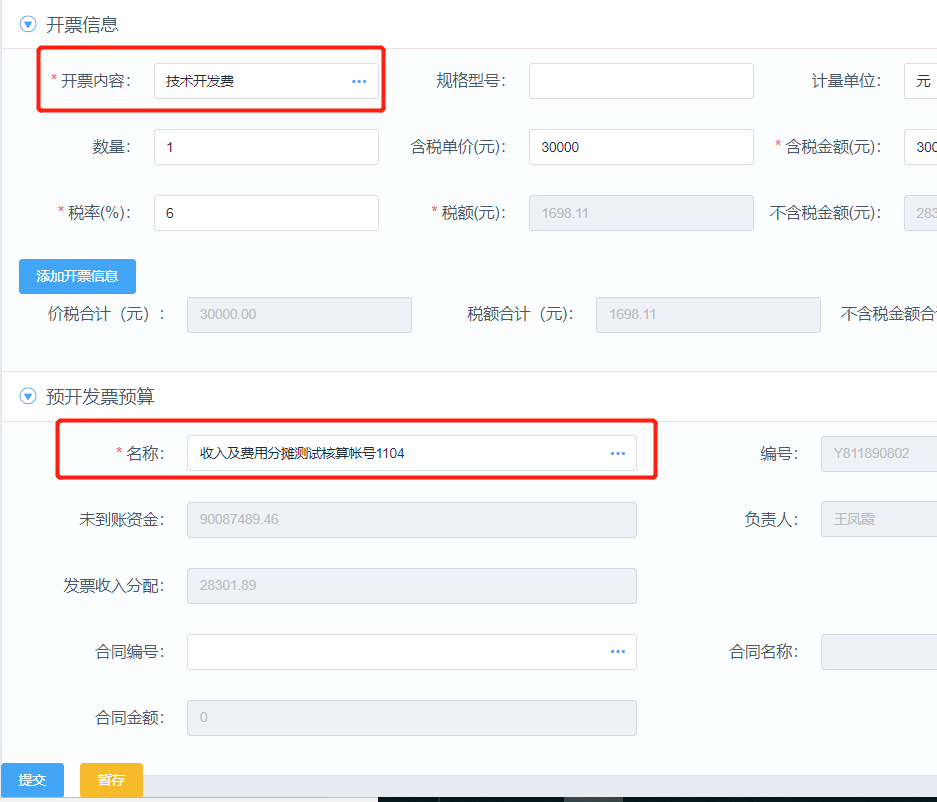 开票信息
* 开票内容： 技术开发费 ••• 规格型号： 计量单位： 元
数量： 1 含税单价(元)： 30000 * 含税金额(元)： 300
* 税率(%)： 6 * 税额(元)： 1698.11 不含税金额(元)： 283
添加开票信息
价税合计（元）： 30000.00 税额合计（元）： 1698.11 不含税金额合
预开发票预算
* 名称： 收入及费用分摊测试核算帐号1104 ••• 编号： Y811890802
未到账资金： 90087489.46 负责人： 王凤霞
发票收入分配： 28301.89
合同编号： ••• 合同名称：
合同金额： 0
提交 暂存